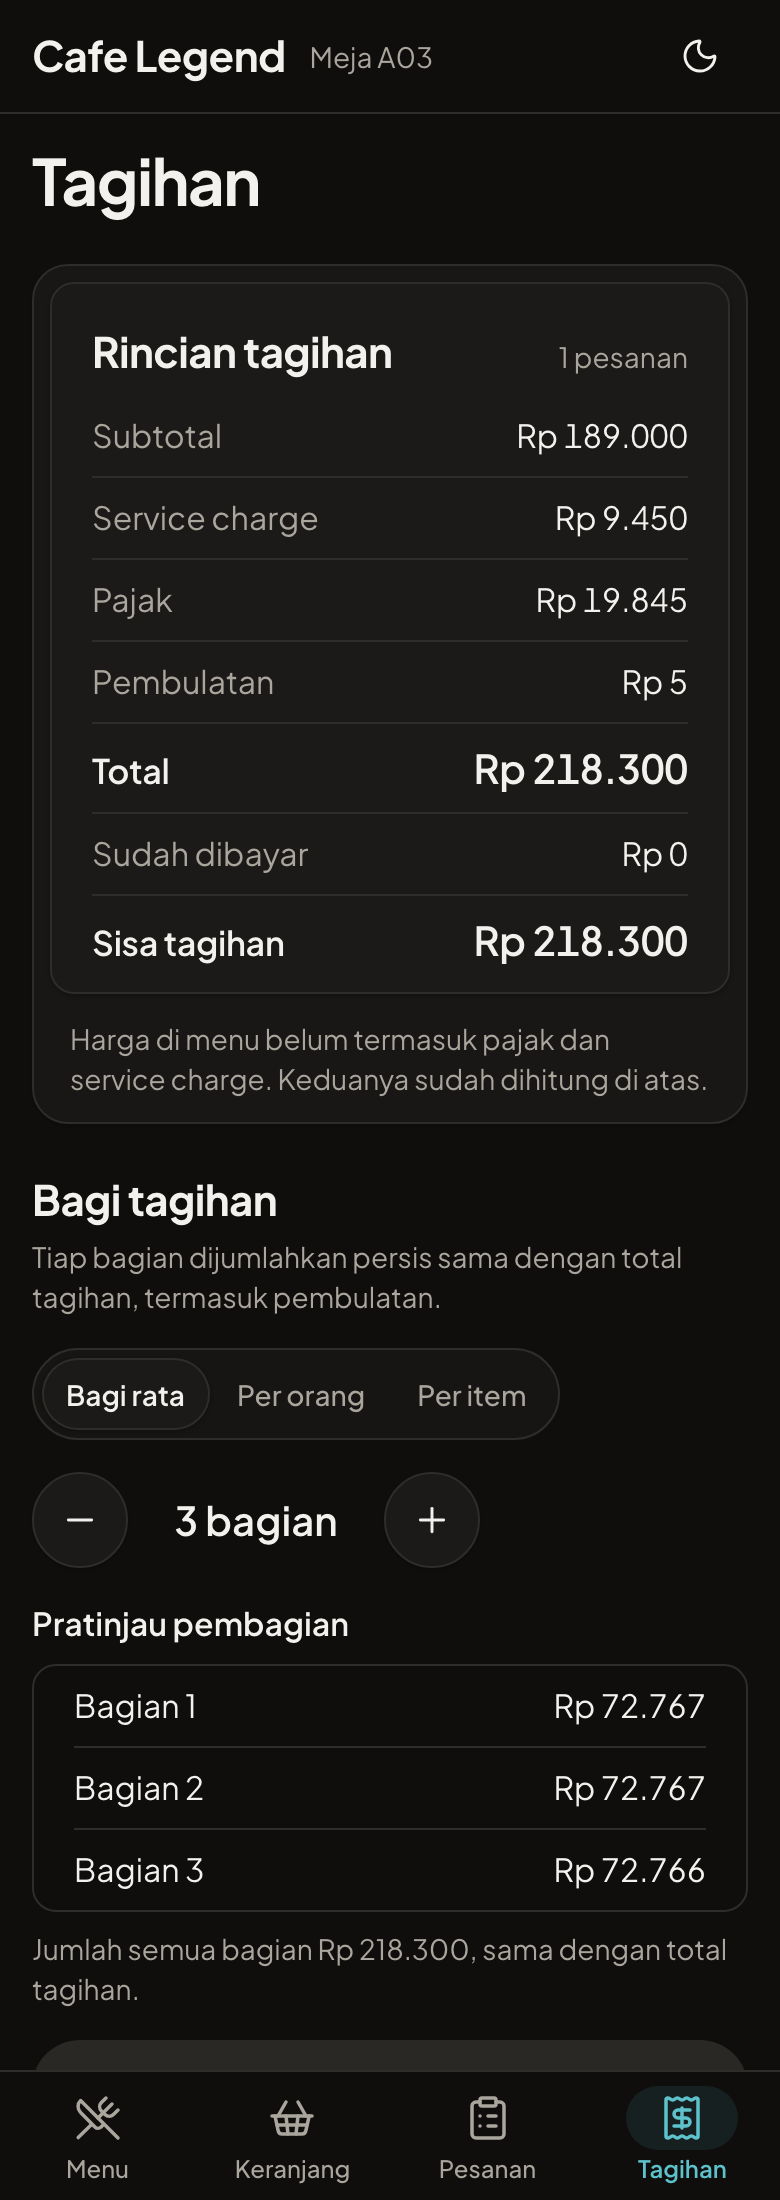 Cafe Legend Meja A03
Tagihan
Rincian tagihan 1 pesanan
Subtotal Rp 189.000
Service charge Rp 9.450
Pajak Rp 19.845
Pembulatan Rp 5
Total Rp 218.300
Sudah dibayar Rp 0
Sisa tagihan Rp 218.300
Harga di menu belum termasuk pajak dan
service charge. Keduanya sudah dihitung di atas.
Bagi tagihan
Tiap bagian dijumlahkan persis sama dengan total
tagihan, termasuk pembulatan.
Bagi rata Per orang Per item
3 bagian
Pratinjau pembagian
Bagian 1 Rp 72.767
Bagian 2 Rp 72.767
Bagian 3 Rp 72.766
Jumlah semua bagian Rp 218.300, sama dengan total
tagihan.
Menu Keranjang Pesanan Tagihan